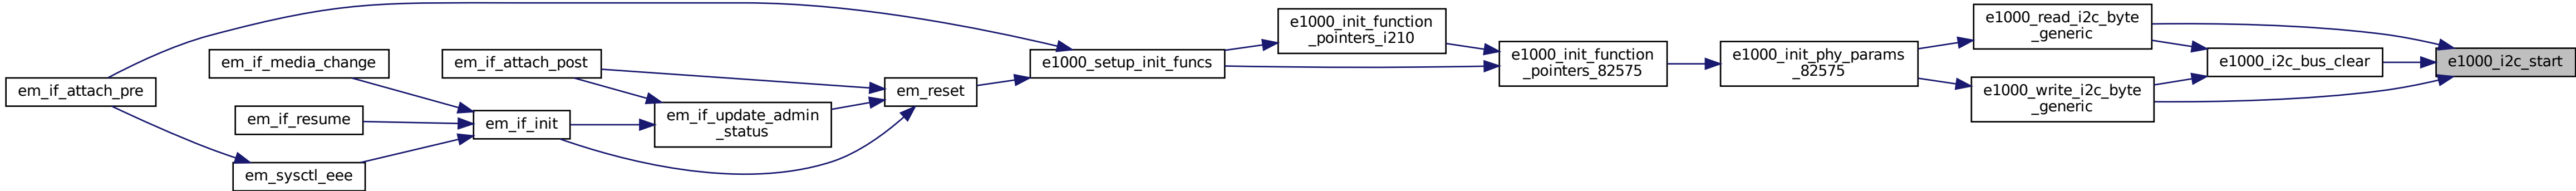 em_if_attach_pre
em_if_media_change
em_if_resume
em_sysctl_eee
em_if_attach_post
em_if_init
em_if_update_admin
_status
em_reset
e1000_setup_init_funcs
e1000_init_function
_pointers_i210
e1000_init_function
_pointers_82575
e1000_init_phy_params
_82575
e1000_read_i2c_byte
_generic
e1000_write_i2c_byte
_generic
e1000_i2c_bus_clear
e1000_i2c_start